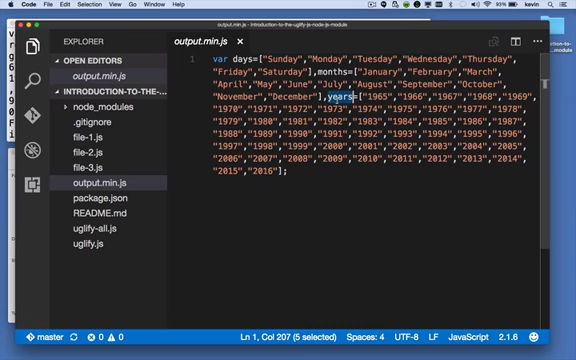 Code File Edit Selection View Go Window Help
93% kevin
output.min.js - introduction-to-the-uglify-js-node-js-module
EXPLORER
output.min.js
OPEN EDITORS
output.min.js
INTRODUCTION-TO-THE-...
node_modules
.gitignore
file-1.js
file-2.js
file-3.js
output.min.js
package.json
README.md
uglify-all.js
uglify.js
1 var days=["Sunday","Monday","Tuesday","Wednesday","Thursday",
"Friday","Saturday"],months=["January","February","March",
"April","May","June","July","August","September","October",
"November","December"],years=["1965","1966","1967","1968","1969",
"1970","1971","1972","1973","1974","1975","1976","1977","1978",
"1979","1980","1981","1982","1983","1984","1985","1986","1987",
"1988","1989","1990","1991","1992","1993","1994","1995","1996",
"1997","1998","1999","2000","2001","2002","2003","2004","2005",
"2006","2007","2008","2009","2010","2011","2012","2013","2014",
"2015","2016"];
master 0 0 Ln 1, Col 207 (5 selected) Spaces: 4 UTF-8 LF JavaScript 2.1.6